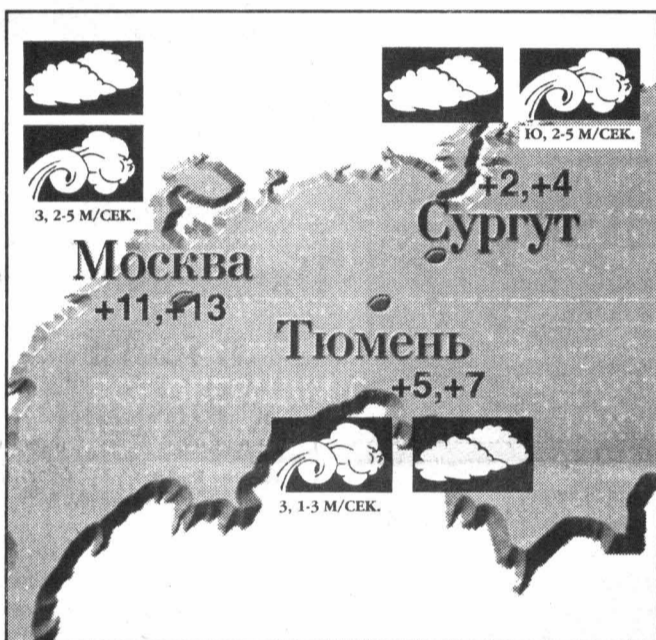 З, 2-5 М/СЕК.
Ю, 2-5 М/СЕК.
+2,+4
Сургут
Москва
+11,+13
Тюмень
+5,+7
З, 1-3 М/СЕК.